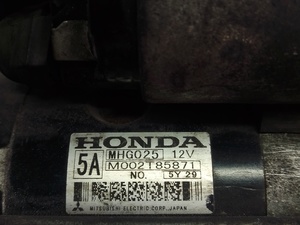 HONDA
5A MHG025 12V
M002T85871
NO. 5Y 29
MITSUBISHI ELECTRIC CORP. JAPAN